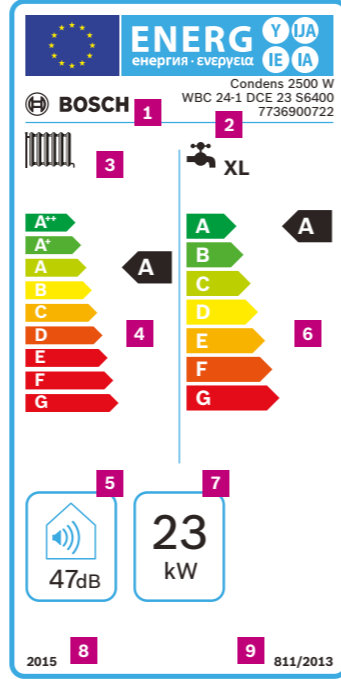 ENERG Y IJA
енергия · ενεργεια IE IA
BOSCH 1
Condens 2500 W
WBC 24-1 DCE 23 S6400
7736900722
2
3
XL
A++
A+
A
B
C
D
E
F
G
A
4
A
B
C
D
E
F
G
A
6
5
47dB
7
23
kW
2015 8
9 811/2013